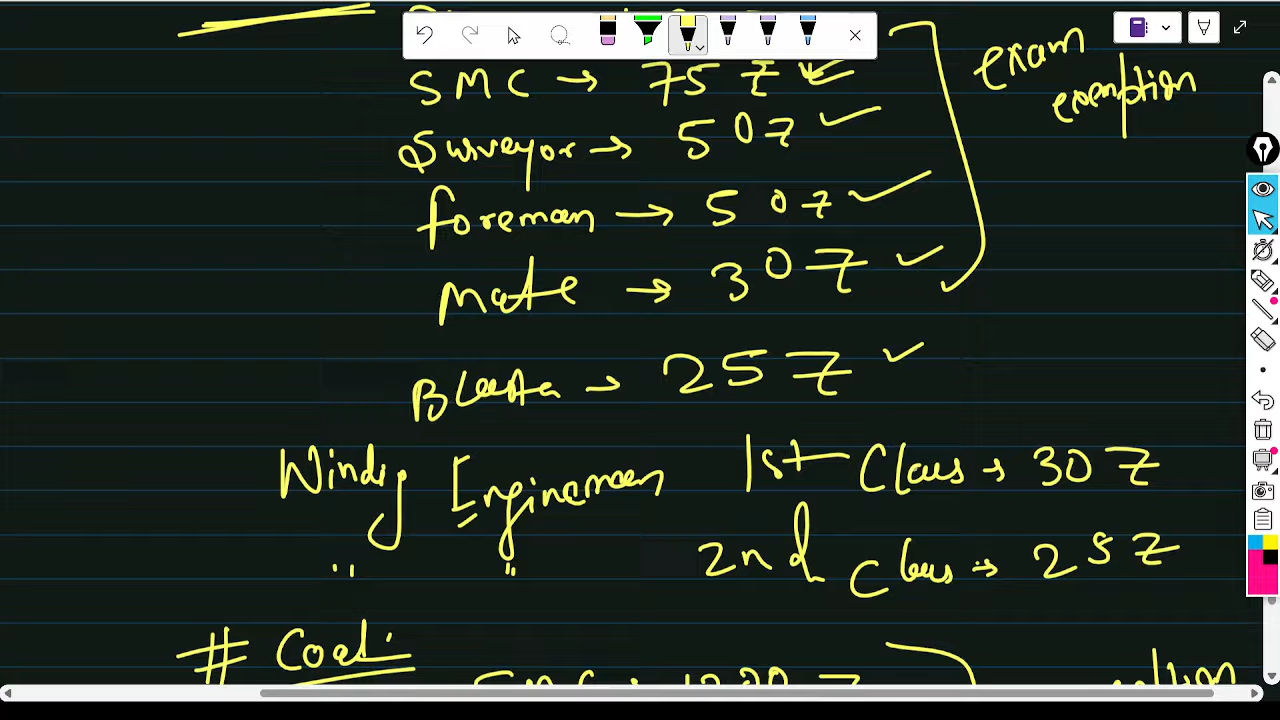 SMC → 75 Z
exam
exemption
Surveyor → 50 Z
foreman → 50 Z
Mate → 30 Z
Blaster → 25 Z
Winding Engineman 1st Class → 30 Z
" " 2nd Class → 25 Z
# Coal: